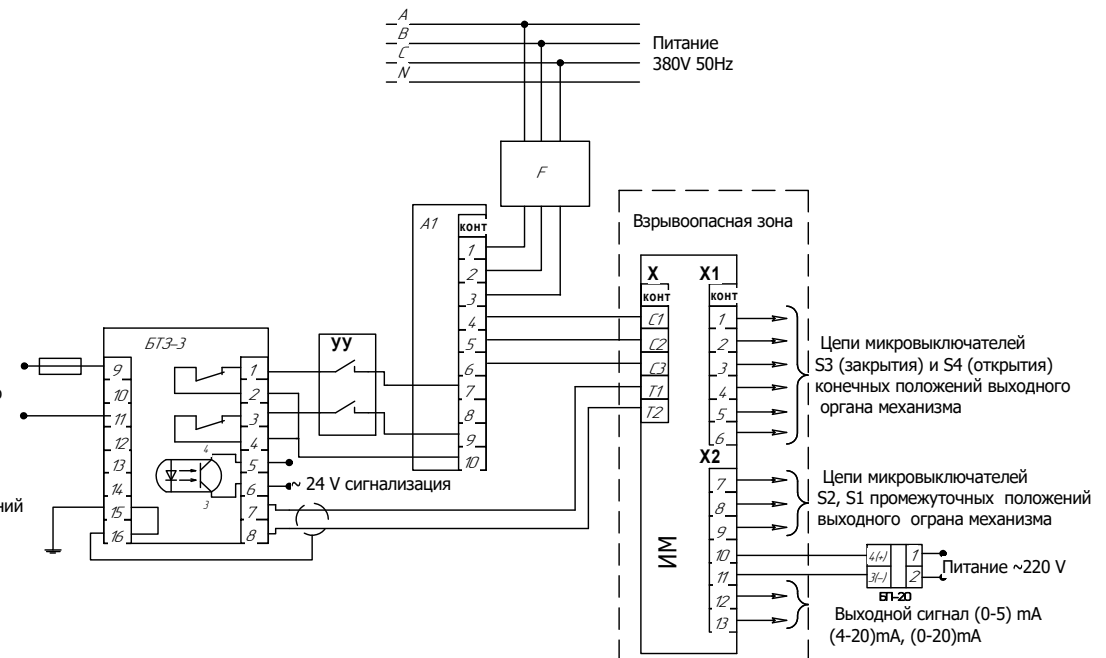 A
B
C
N
Питание
380V 50Hz
F
Взрывоопасная зона
A1
конт
1
2
3
4
5
6
7
8
9
10
X
конт
C1
C2
C3
T1
T2
X1
конт
1
2
3
4
5
6
X2
7
8
9
10
11
12
13
ИМ
Цепи микровыключателей
S3 (закрытия) и S4 (открытия)
конечных положений выходного
органа механизма
Цепи микровыключателей
S2, S1 промежуточных положений
выходного ограна механизма
4(+)
3(-)
1
2
БП-20
Питание ~220 V
Выходной сигнал (0-5) mA
(4-20)mA, (0-20)mA
БТЗ-3
9
10
11
12
13
14
15
16
1
2
3
4
5
6
7
8
4
3
УУ
~ 24 V сигнализация
ний